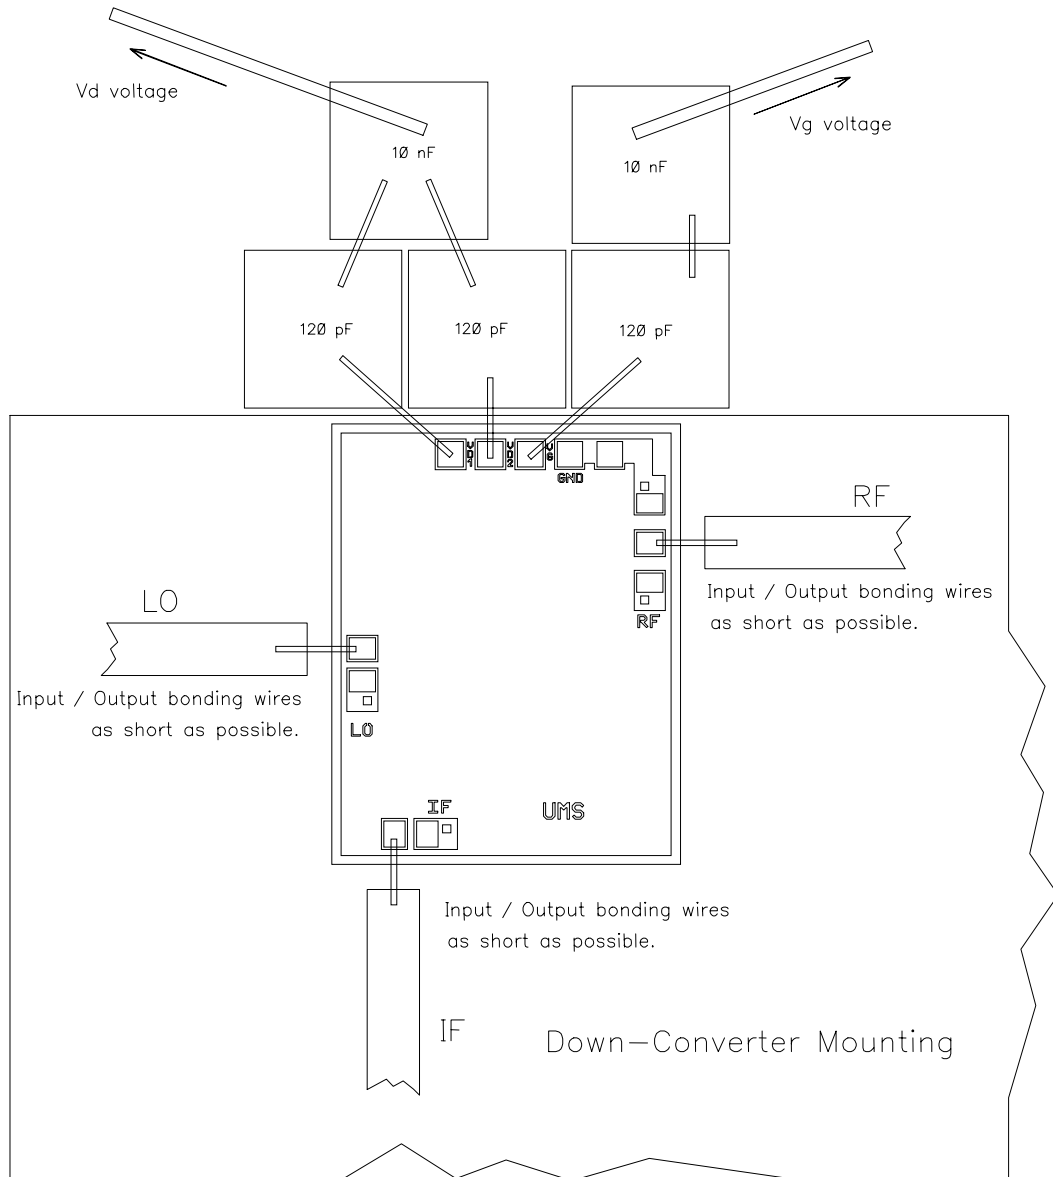 Vd voltage
Vg voltage
10 nF
10 nF
120 pF
120 pF
120 pF
VD1
VD2
VG
GND
RF
Input / Output bonding wires
as short as possible.
RF
LO
Input / Output bonding wires
as short as possible.
LO
IF
UMS
Input / Output bonding wires
as short as possible.
IF
Down-Converter Mounting